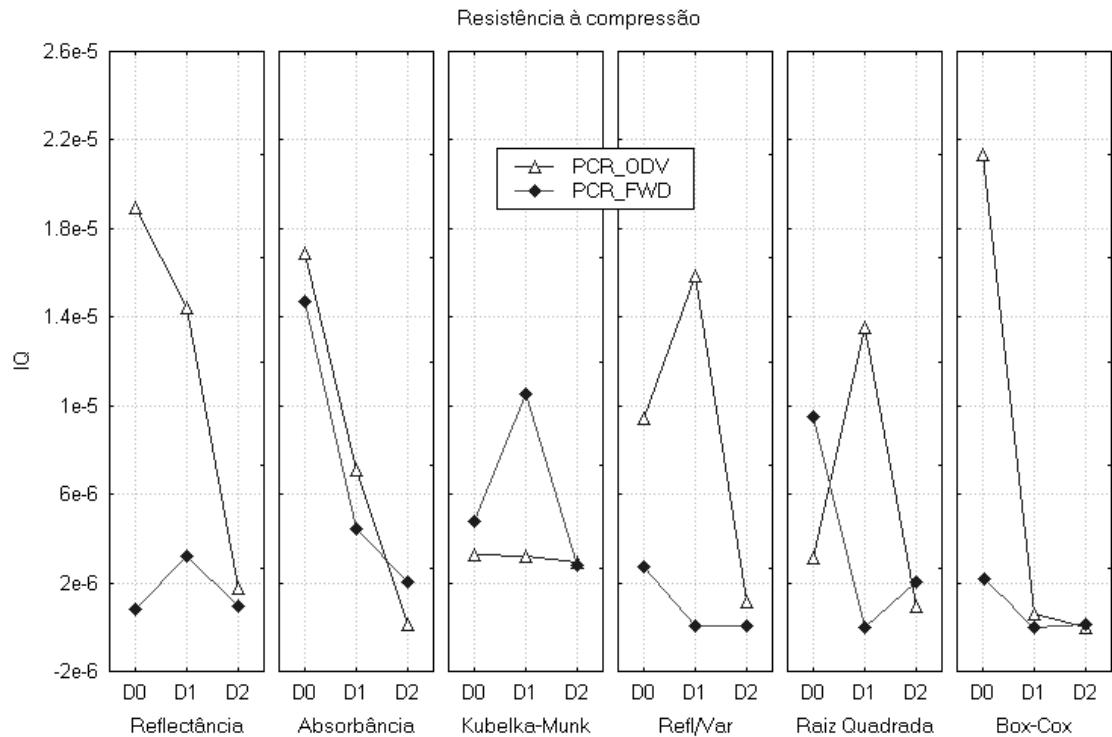 Resistência à compressão
2.6e-5
2.2e-5
1.8e-5
1.4e-5
1e-5
6e-6
2e-6
-2e-6
IQ
PCR_ODV
PCR_FWD
D0 D1 D2 D0 D1 D2 D0 D1 D2 D0 D1 D2 D0 D1 D2 D0 D1 D2
Reflectância Absorbância Kubelka-Munk Refl/Var Raiz Quadrada Box-Cox